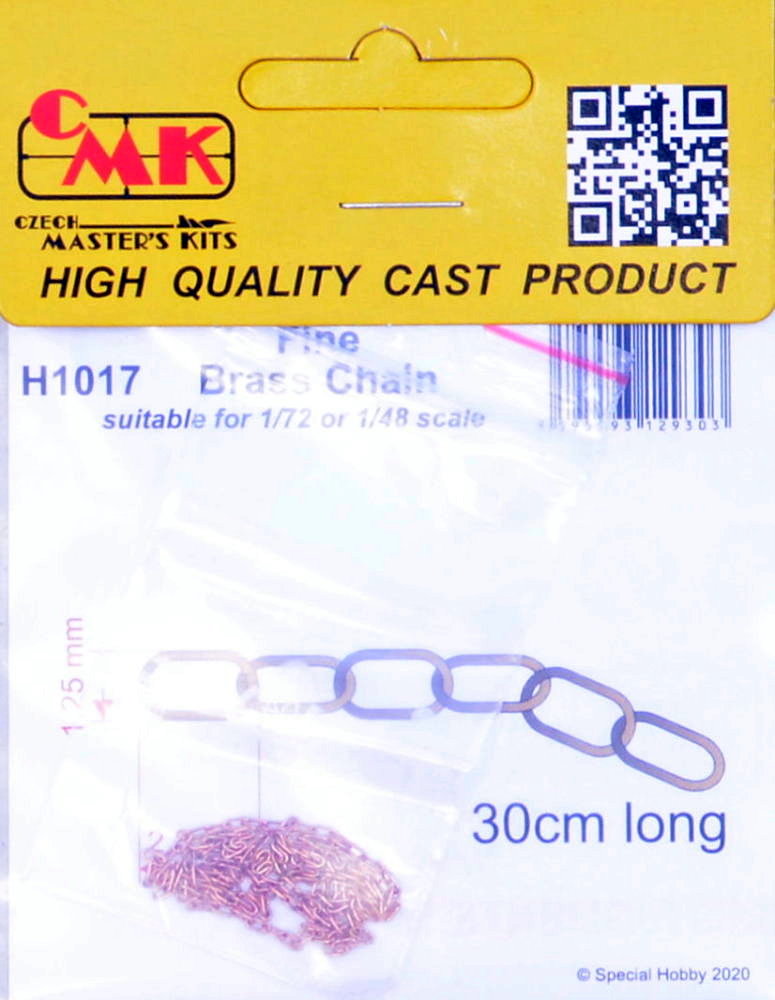 CMK
CZECH
MASTER'S KITS
HIGH QUALITY CAST PRODUCT
Fine
H1017 Brass Chain
suitable for 1/72 or 1/48 scale
129303
1.25 mm
30cm long
© Special Hobby 2020